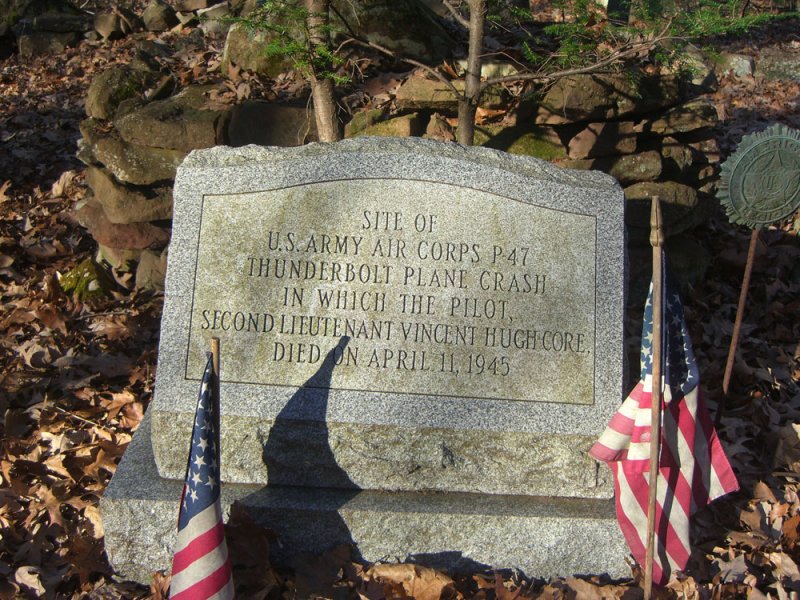 SITE OF
U.S. ARMY AIR CORPS P-47
THUNDERBOLT PLANE CRASH
IN WHICH THE PILOT,
SECOND LIEUTENANT VINCENT HUGH CORE,
DIED ON APRIL 11, 1945